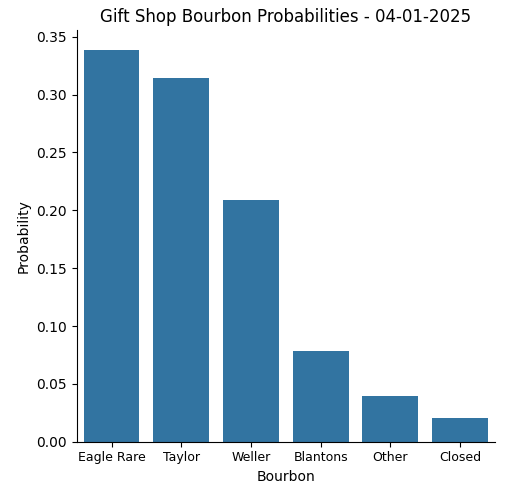 Gift Shop Bourbon Probabilities - 04-01-2025
0.35
0.30
0.25
0.20
0.15
0.10
0.05
0.00
Probability
Eagle Rare Taylor Weller Blantons Other Closed
Bourbon